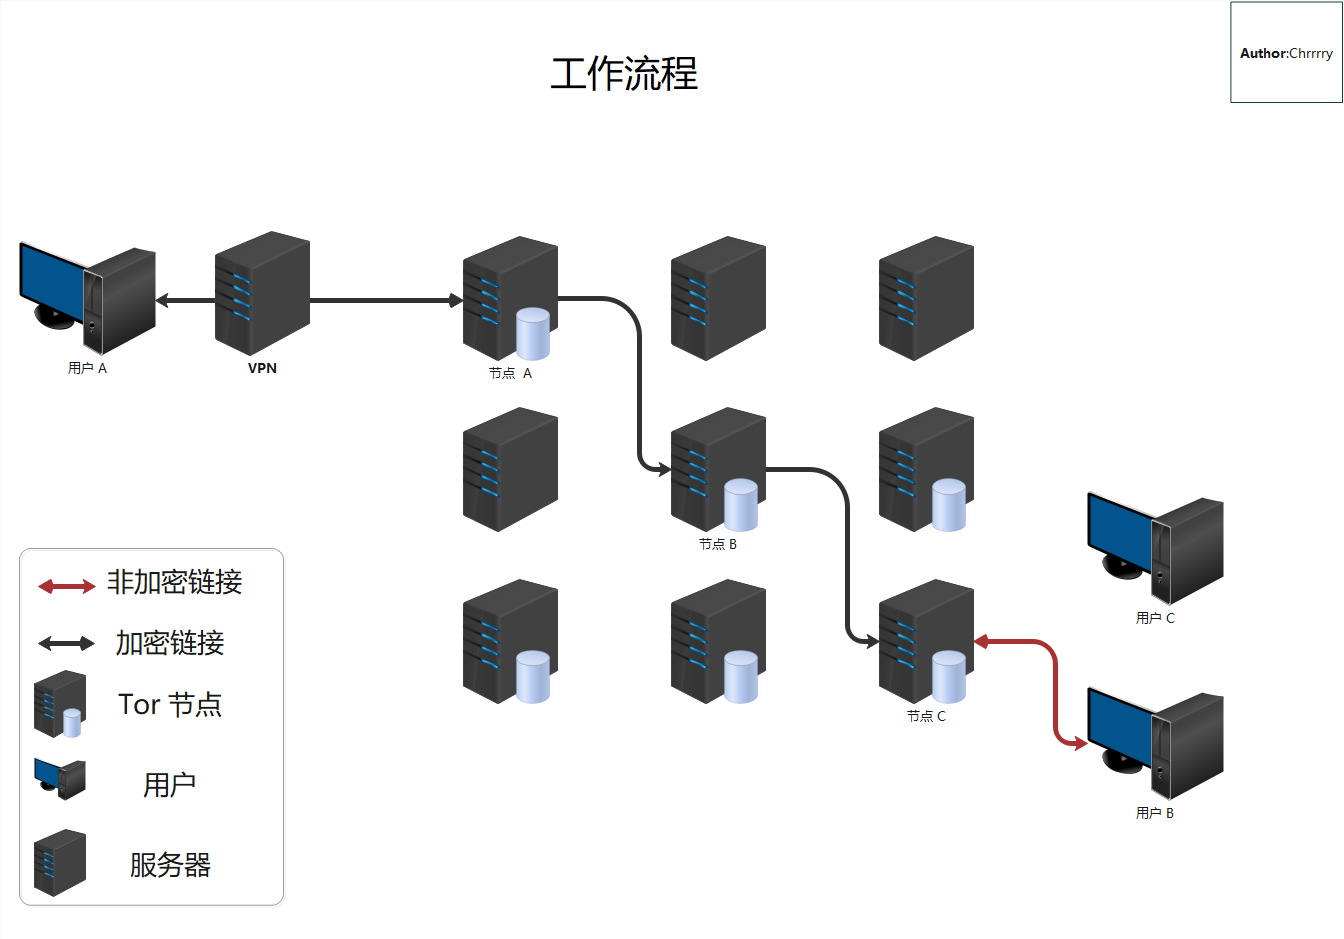 工作流程
Author:Chrrrry
用户 A
VPN
节点 A
节点 B
节点 C
用户 C
用户 B
非加密链接
加密链接
Tor 节点
用户
服务器